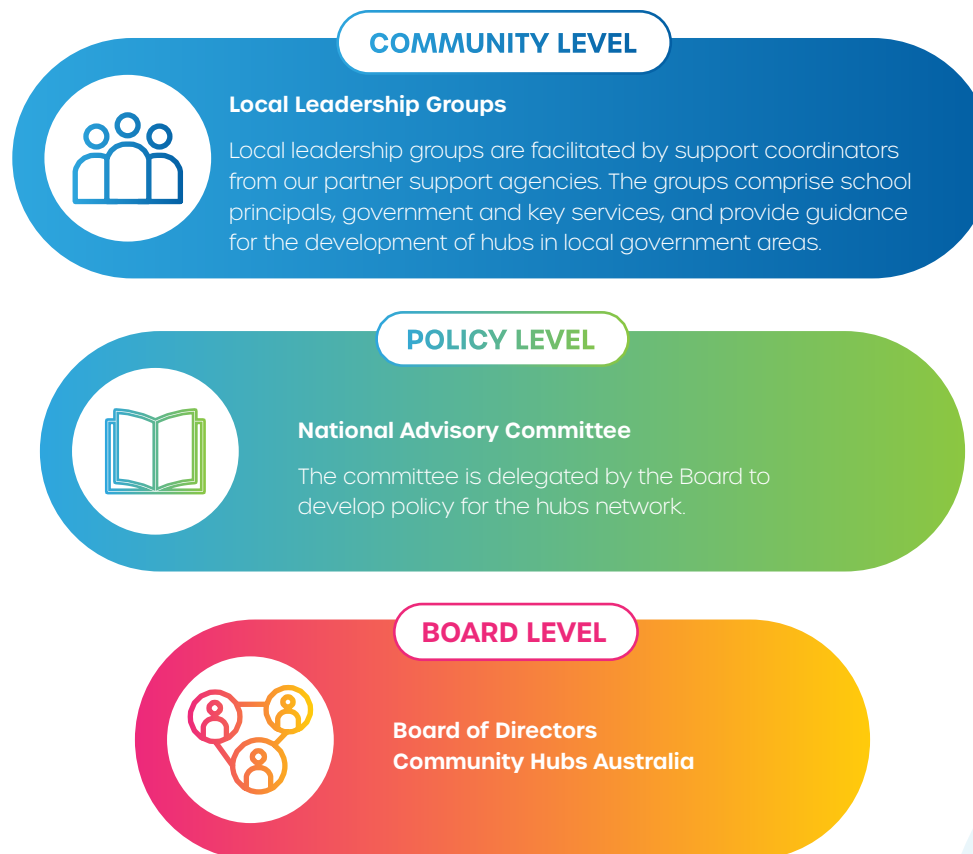 COMMUNITY LEVEL
Local Leadership Groups
Local leadership groups are facilitated by support coordinators
from our partner support agencies. The groups comprise school
principals, government and key services, and provide guidance
for the development of hubs in local government areas.
POLICY LEVEL
National Advisory Committee
The committee is delegated by the Board to
develop policy for the hubs network.
BOARD LEVEL
Board of Directors
Community Hubs Australia